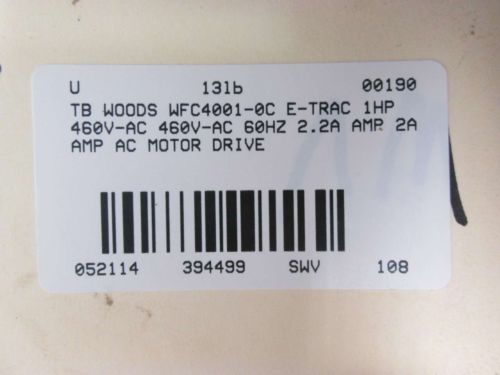 U 13lb 00190
TB WOODS WFC4001-0C E-TRAC 1HP
460V-AC 460V-AC 60HZ 2.2A AMP 2A
AMP AC MOTOR DRIVE
052114 394499 SWV 108